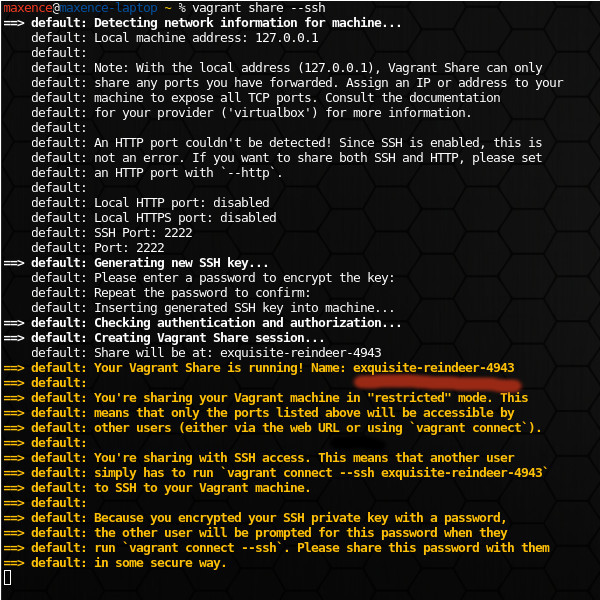 maxence@maxence-laptop ~ % vagrant share --ssh
==> default: Detecting network information for machine...
default: Local machine address: 127.0.0.1
default:
default: Note: With the local address (127.0.0.1), Vagrant Share can only
default: share any ports you have forwarded. Assign an IP or address to your
default: machine to expose all TCP ports. Consult the documentation
default: for your provider ('virtualbox') for more information.
default:
default: An HTTP port couldn't be detected! Since SSH is enabled, this is
default: not an error. If you want to share both SSH and HTTP, please set
default: an HTTP port with `--http`.
default:
default: Local HTTP port: disabled
default: Local HTTPS port: disabled
default: SSH Port: 2222
default: Port: 2222
==> default: Generating new SSH key...
default: Please enter a password to encrypt the key:
default: Repeat the password to confirm:
default: Inserting generated SSH key into machine...
==> default: Checking authentication and authorization...
==> default: Creating Vagrant Share session...
default: Share will be at: exquisite-reindeer-4943
==> default: Your Vagrant Share is running! Name: exquisite-reindeer-4943
==> default:
==> default: You're sharing your Vagrant machine in "restricted" mode. This
==> default: means that only the ports listed above will be accessible by
==> default: other users (either via the web URL or using `vagrant connect`).
==> default:
==> default: You're sharing with SSH access. This means that another user
==> default: simply has to run `vagrant connect --ssh exquisite-reindeer-4943`
==> default: to SSH to your Vagrant machine.
==> default:
==> default: Because you encrypted your SSH private key with a password,
==> default: the other user will be prompted for this password when they
==> default: run `vagrant connect --ssh`. Please share this password with them
==> default: in some secure way.